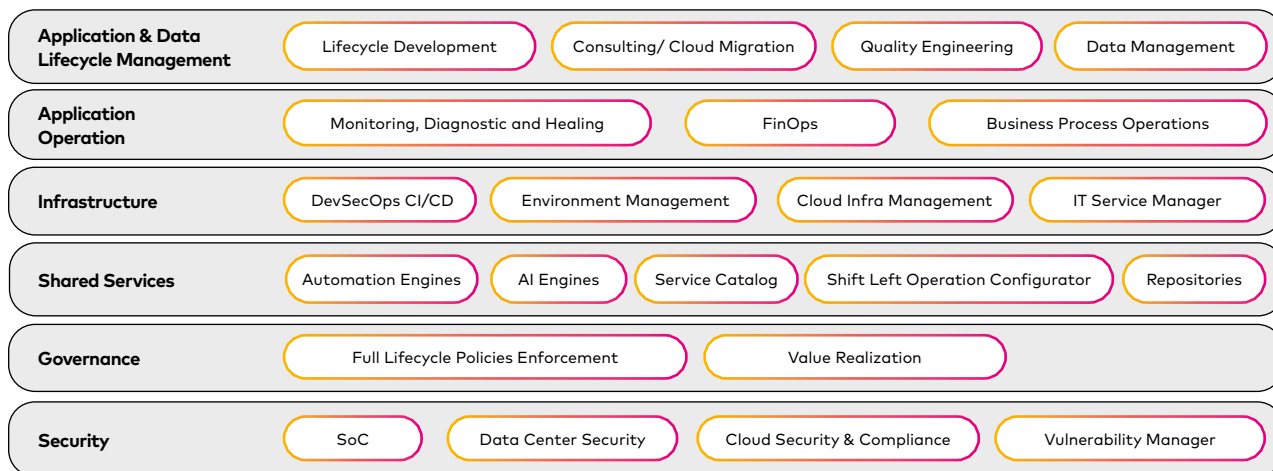 Application & Data
Lifecycle Management
Lifecycle Development
Consulting/ Cloud Migration
Quality Engineering
Data Management
Application
Operation
Monitoring, Diagnostic and Healing
FinOps
Business Process Operations
Infrastructure
DevSecOps CI/CD
Environment Management
Cloud Infra Management
IT Service Manager
Shared Services
Automation Engines
AI Engines
Service Catalog
Shift Left Operation Configurator
Repositories
Governance
Full Lifecycle Policies Enforcement
Value Realization
Security
SoC
Data Center Security
Cloud Security & Compliance
Vulnerability Manager